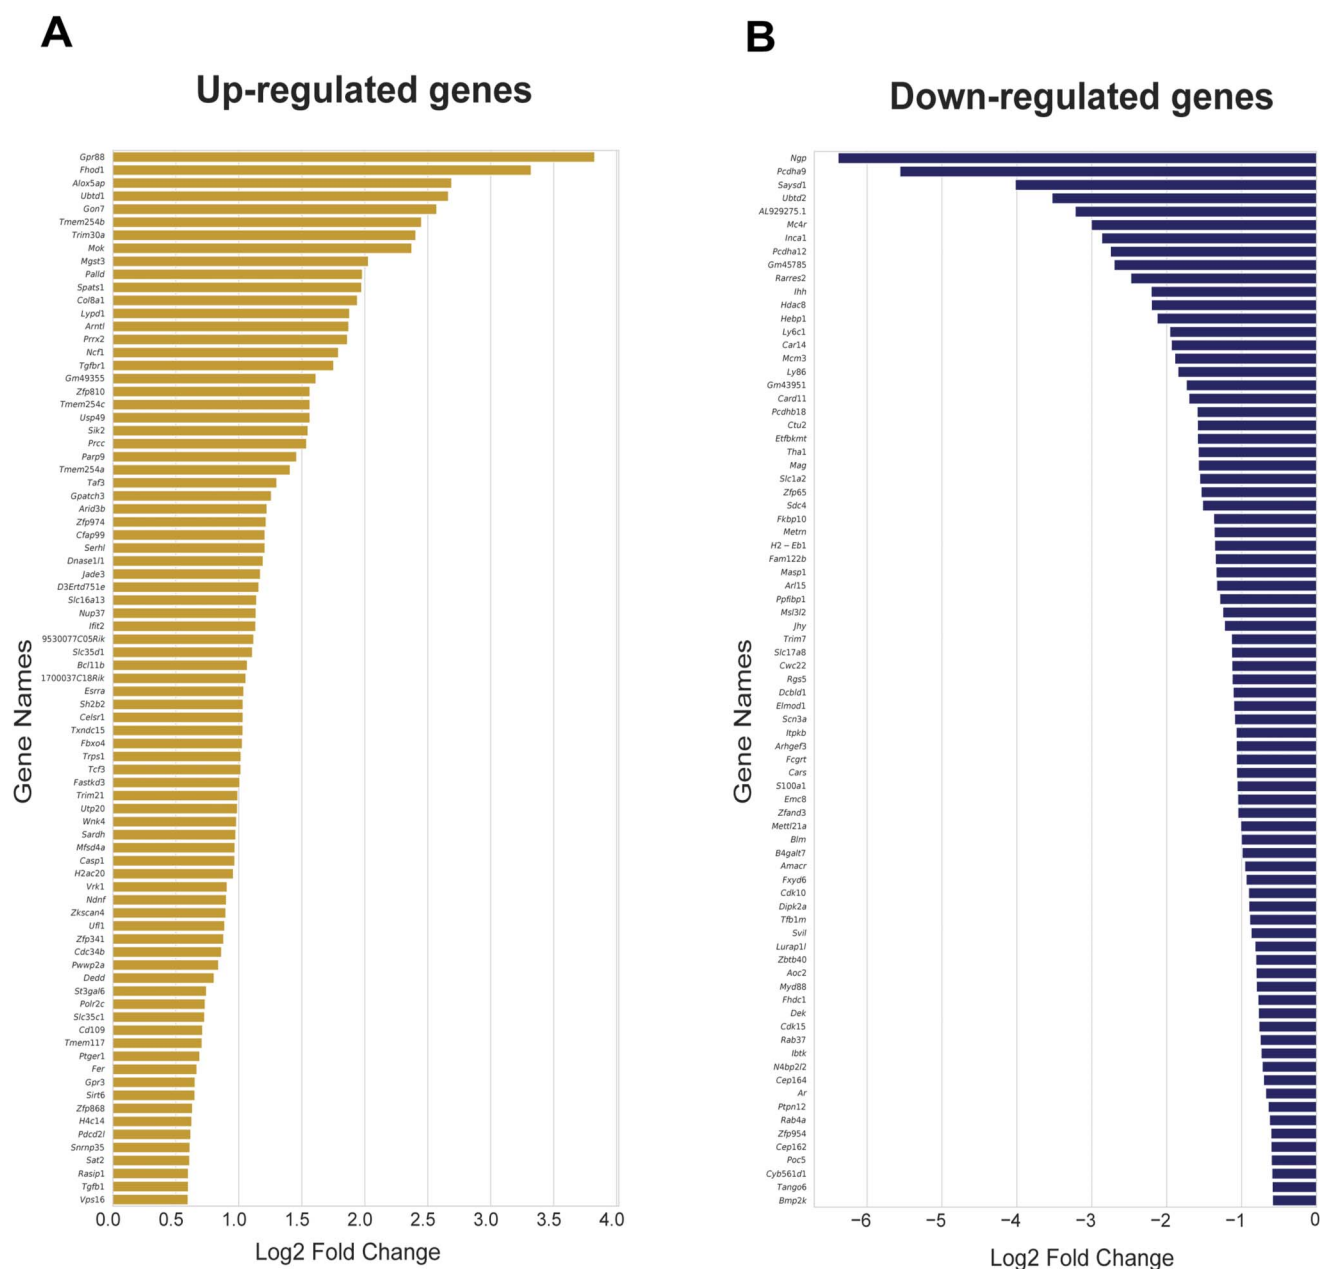 A
Up-regulated genes
Gpr88
Fhod1
Alox5ap
Ubtd1
Gon7
Tmem254b
Trim30a
Mok
Mgst3
Palld
Spats1
Col8a1
Lypd1
Arntl
Prrx2
Ncf1
Tgfbr1
Gm49355
Zfp810
Tmem254c
Usp49
Sik2
Prcc
Parp9
Tmem254a
Taf3
Gpatch3
Arid3b
Zfp974
Cfap99
Serhl
Dnase1l1
Jade3
D3Ertd751e
Slc16a13
Nup37
Ifit2
9530077C05Rik
Slc35d1
Bcl11b
1700037C18Rik
Esrra
Sh2b2
Celsr1
Txndc15
Fbxo4
Trps1
Tcf3
Fastkd3
Trim21
Utp20
Wnk4
Sardh
Mfsd4a
Casp1
H2ac20
Vrk1
Ndnf
Zkscan4
Ufl1
Zfp341
Cdc34b
Pwwp2a
Dedd
St3gal6
Polr2c
Slc35c1
Cd109
Tmem117
Ptger1
Fer
Gpr3
Sirt6
Zfp868
H4c14
Pdcd2l
Snrnp35
Sat2
Rasip1
Tgfb1
Vps16
Gene Names
0.0 0.5 1.0 1.5 2.0 2.5 3.0 3.5 4.0
Log2 Fold Change
B
Down-regulated genes
Ngp
Pcdha9
Saysd1
Ubtd2
AL929275.1
Mc4r
Inca1
Pcdha12
Gm45785
Rarres2
Ihh
Hdac8
Hebp1
Ly6c1
Car14
Mcm3
Ly86
Gm43951
Card11
Pcdhb18
Ctu2
Etfbkmt
Tha1
Mag
Slc1a2
Zfp65
Sdc4
Fkbp10
Metrn
H2 − Eb1
Fam122b
Masp1
Arl15
Ppfibp1
Msl3l2
Jhy
Trim7
Slc17a8
Cwc22
Rgs5
Dcbld1
Elmod1
Scn3a
Itpkb
Arhgef3
Fcgrt
Cars
S100a1
Emc8
Zfand3
Mettl21a
Blm
B4galt7
Amacr
Fxyd6
Cdk10
Dipk2a
Tfb1m
Svil
Lurap1l
Zbtb40
Aoc2
Myd88
Fhdc1
Dek
Cdk15
Rab37
Ibtk
N4bp2l2
Cep164
Ar
Ptpn12
Rab4a
Zfp954
Cep162
Poc5
Cyb561d1
Tango6
Bmp2k
Gene Names
−6 −5 −4 −3 −2 −1 0
Log2 Fold Change